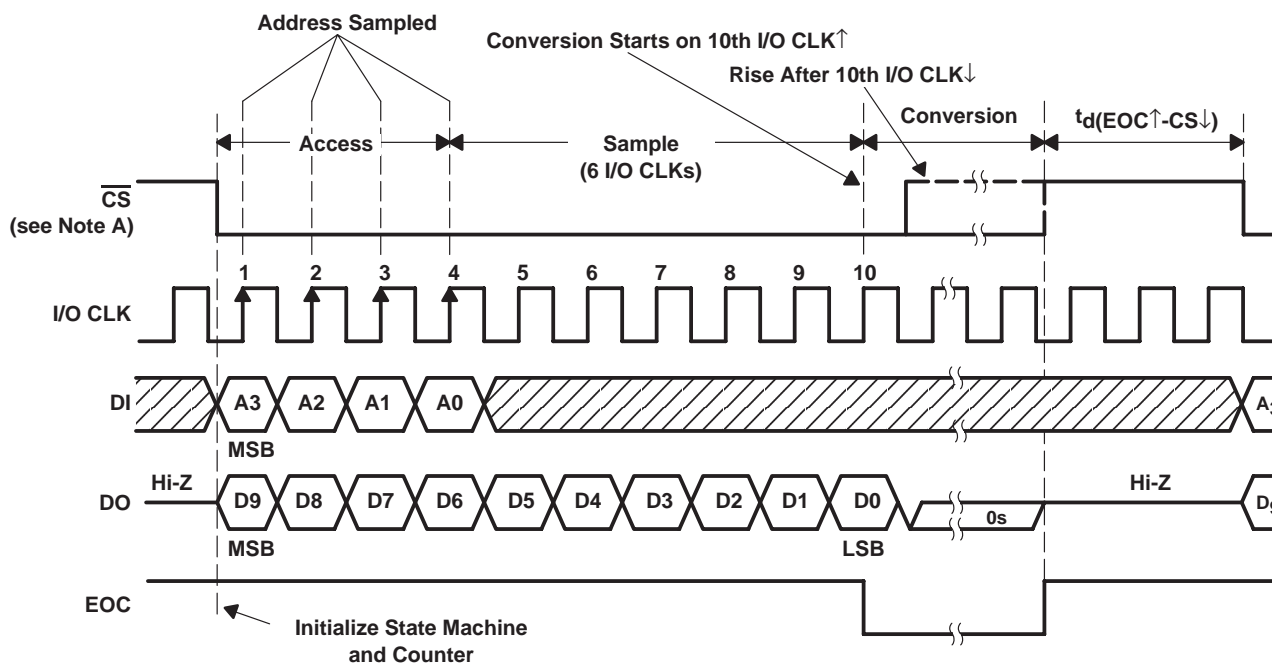 Address Sampled
Conversion Starts on 10th I/O CLK↑
Rise After 10th I/O CLK↓
Access
Sample
(6 I/O CLKs)
Conversion
td(EOC↑-CS↓)
CS
(see Note A)
1 2 3 4 5 6 7 8 9 10
I/O CLK
DI A3 A2 A1 A0
MSB
Hi-Z Hi-Z
DO D9 D8 D7 D6 D5 D4 D3 D2 D1 D0 0s
MSB LSB
EOC
Initialize State Machine
and Counter